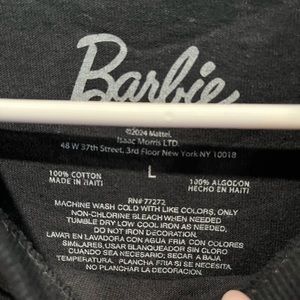 Barbie
©2024 Mattel.
Isaac Morris LTD.
48 W 37th Street, 3rd Floor New York NY 10018
100% COTTON
MADE IN HAITI
L
100% ALGODON
HECHO EN HAITI
RN#77272
MACHINE WASH COLD WITH LIKE COLORS, ONLY
NON-CHLORINE BLEACH WHEN NEEDED
TUMBLE DRY LOW COOL IRON AS NEEDED.
DO NOT IRON DECORATION.
LAVAR EN LAVADORA CON AGUA FRIA CON COLORES
SIMILARES, USAR BLANQUEADOR SIN CLORO
CUANDO SEA NECESARIO; SECAR A BAJA
TEMPERATURA. PLANCHA FRIA SI SE NECESITA.
NO PLANCHAR LA DECORACION.